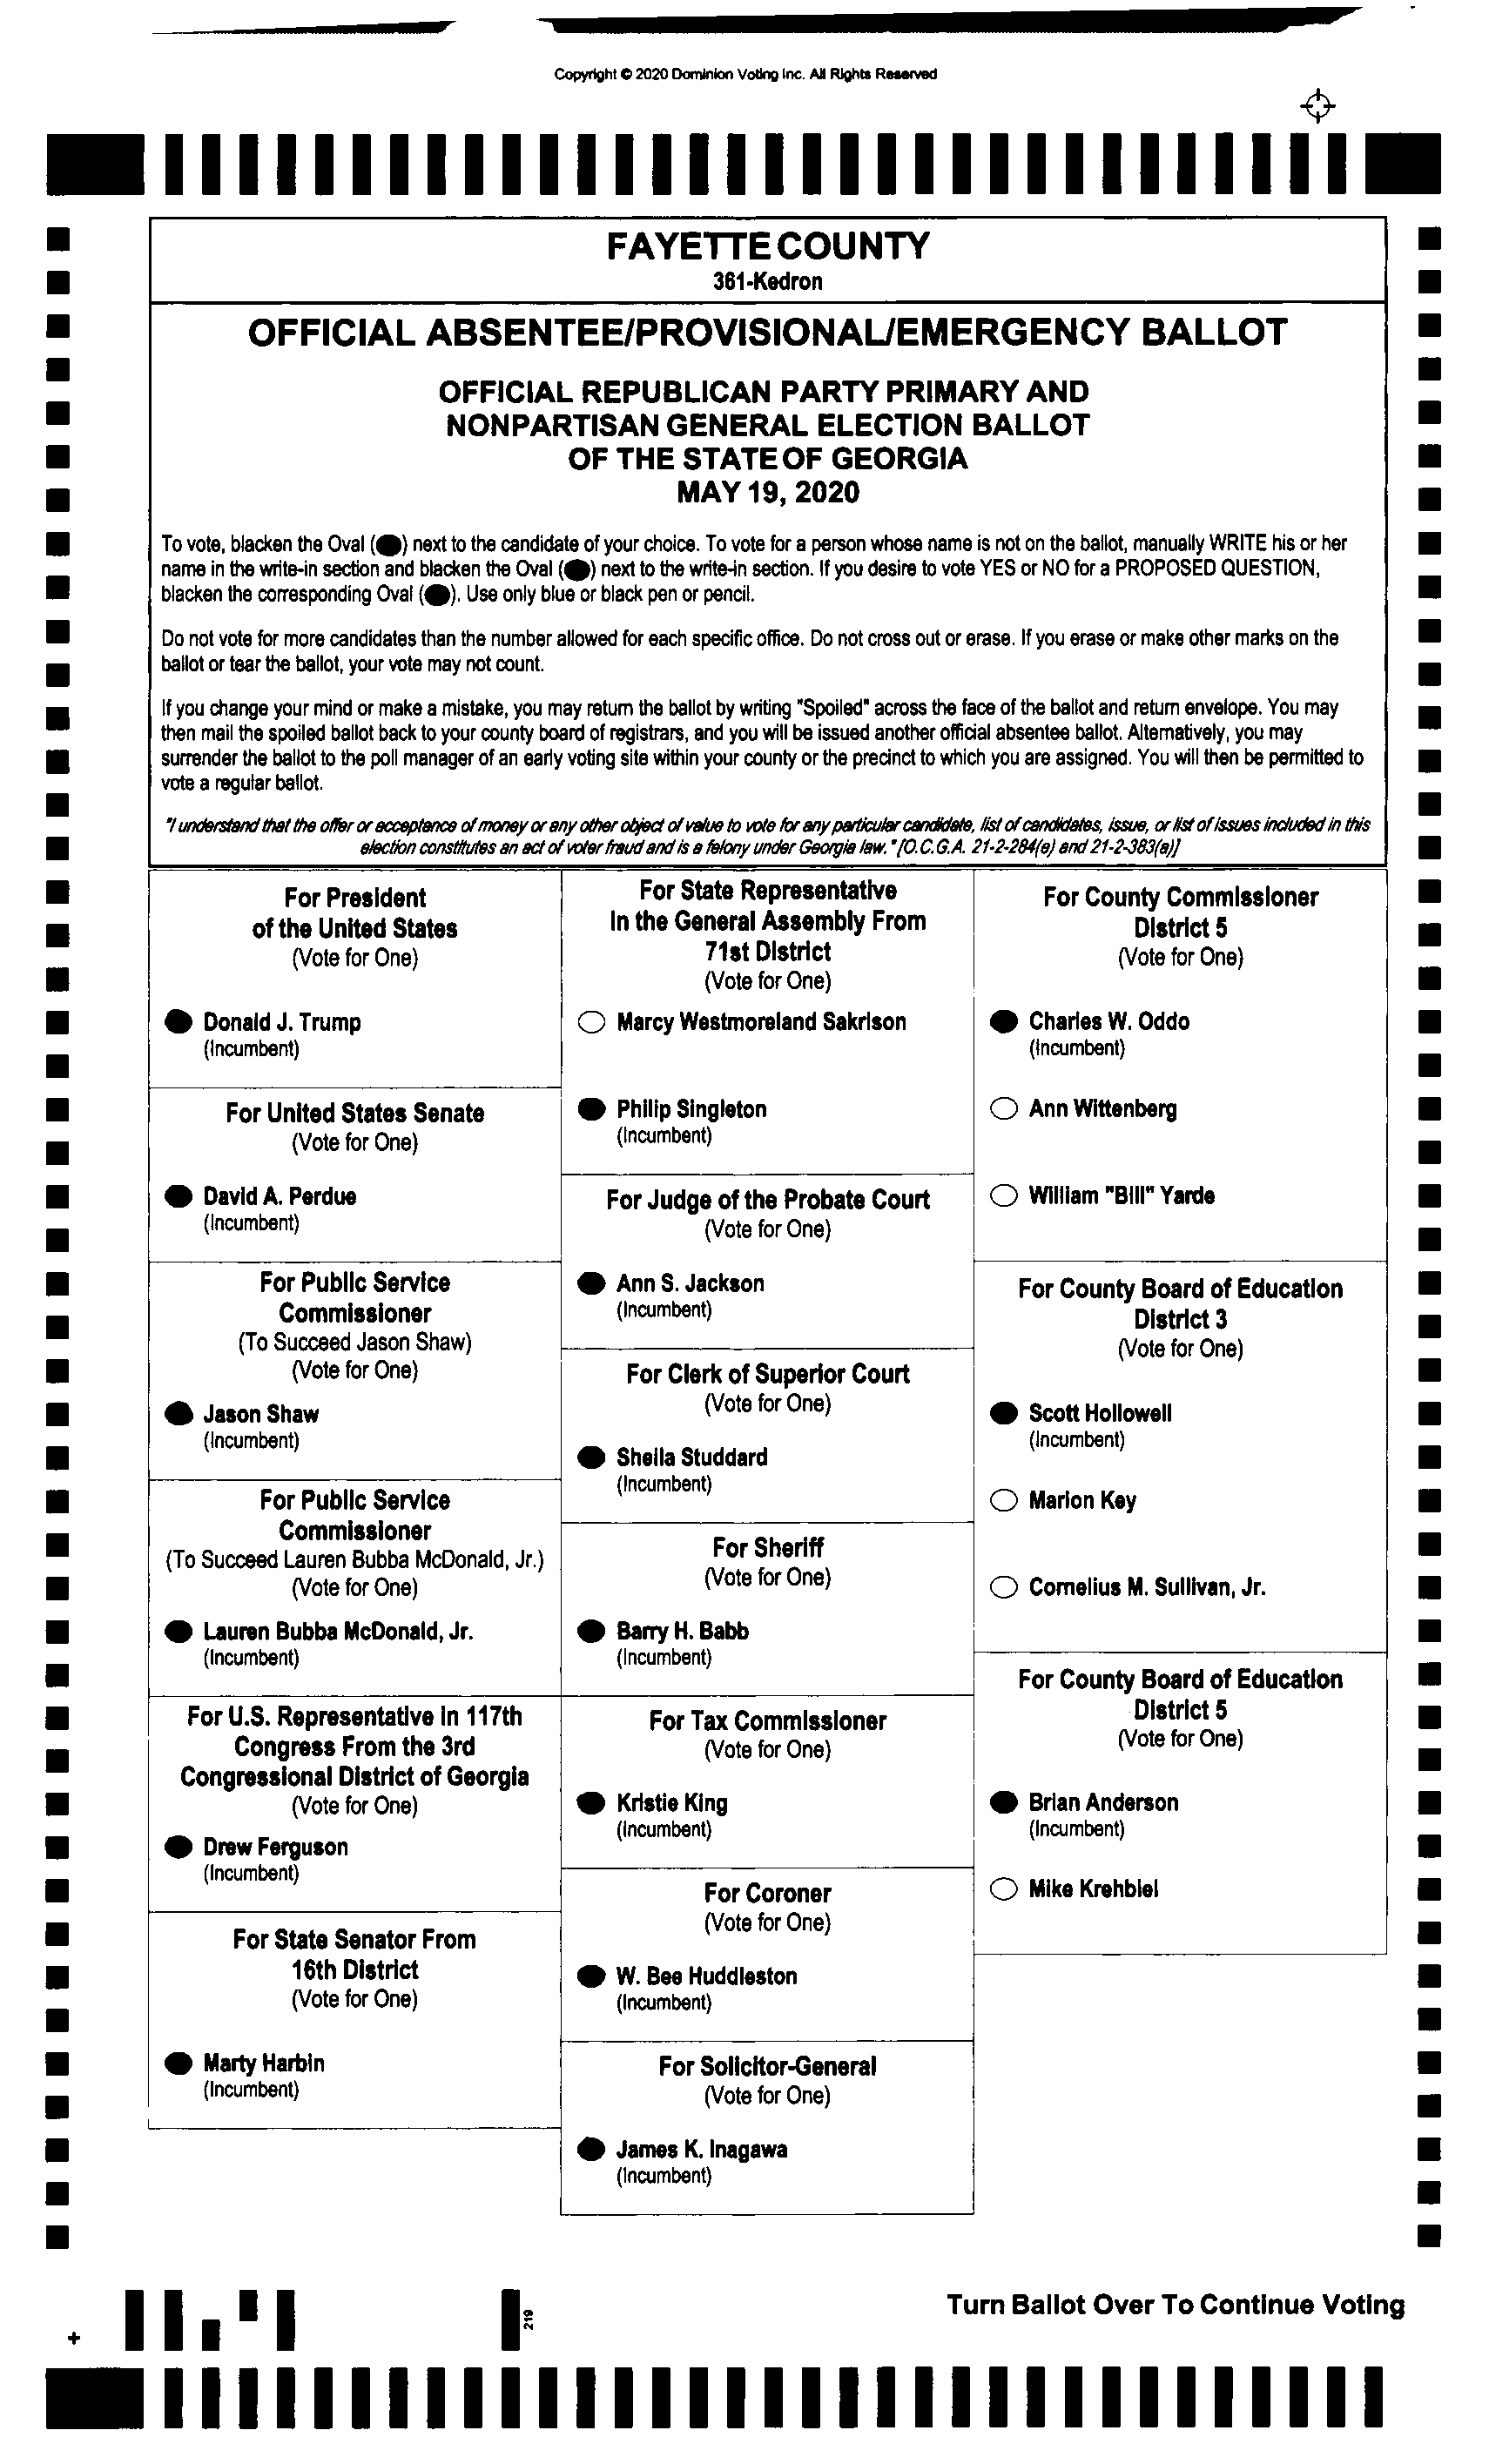 Copyright © 2020 Dominion Voting Inc. All Rights Reserved
FAYETTE COUNTY
361-Kedron
OFFICIAL ABSENTEE/PROVISIONAL/EMERGENCY BALLOT
OFFICIAL REPUBLICAN PARTY PRIMARY AND
NONPARTISAN GENERAL ELECTION BALLOT
OF THE STATE OF GEORGIA
MAY 19, 2020
To vote, blacken the Oval (●) next to the candidate of your choice. To vote for a person whose name is not on the ballot, manually WRITE his or her
name in the write-in section and blacken the Oval (●) next to the write-in section. If you desire to vote YES or NO for a PROPOSED QUESTION,
blacken the corresponding Oval (●). Use only blue or black pen or pencil.
Do not vote for more candidates than the number allowed for each specific office. Do not cross out or erase. If you erase or make other marks on the
ballot or tear the ballot, your vote may not count.
If you change your mind or make a mistake, you may return the ballot by writing "Spoiled" across the face of the ballot and return envelope. You may
then mail the spoiled ballot back to your county board of registrars, and you will be issued another official absentee ballot. Alternatively, you may
surrender the ballot to the poll manager of an early voting site within your county or the precinct to which you are assigned. You will then be permitted to
vote a regular ballot.
"I understand that the offer or acceptance of money or any other object of value to vote for any particular candidate, list of candidates, issue, or list of issues included in this
election constitutes an act of voter fraud and is a felony under Georgia law." [O.C.G.A. 21-2-284(e) and 21-2-383(a)]
For President
of the United States
(Vote for One)
Donald J. Trump
(Incumbent)
For United States Senate
(Vote for One)
David A. Perdue
(Incumbent)
For Public Service
Commissioner
(To Succeed Jason Shaw)
(Vote for One)
Jason Shaw
(Incumbent)
For Public Service
Commissioner
(To Succeed Lauren Bubba McDonald, Jr.)
(Vote for One)
Lauren Bubba McDonald, Jr.
(Incumbent)
For U.S. Representative in 117th
Congress From the 3rd
Congressional District of Georgia
(Vote for One)
Drew Ferguson
(Incumbent)
For State Senator From
16th District
(Vote for One)
Marty Harbin
(Incumbent)
For State Representative
In the General Assembly From
71st District
(Vote for One)
Marcy Westmoreland Sakrison
Philip Singleton
(Incumbent)
For Judge of the Probate Court
(Vote for One)
Ann S. Jackson
(Incumbent)
For Clerk of Superior Court
(Vote for One)
Sheila Studdard
(Incumbent)
For Sheriff
(Vote for One)
Barry H. Babb
(Incumbent)
For Tax Commissioner
(Vote for One)
Kristie King
(Incumbent)
For Coroner
(Vote for One)
W. Bee Huddleston
(Incumbent)
For Solicitor-General
(Vote for One)
James K. Inagawa
(Incumbent)
For County Commissioner
District 5
(Vote for One)
Charles W. Oddo
(Incumbent)
Ann Wittenberg
William "Bill" Yarde
For County Board of Education
District 3
(Vote for One)
Scott Hollowell
(Incumbent)
Marion Key
Cornelius M. Sullivan, Jr.
For County Board of Education
District 5
(Vote for One)
Brian Anderson
(Incumbent)
Mike Krehbiel
Turn Ballot Over To Continue Voting
219
+